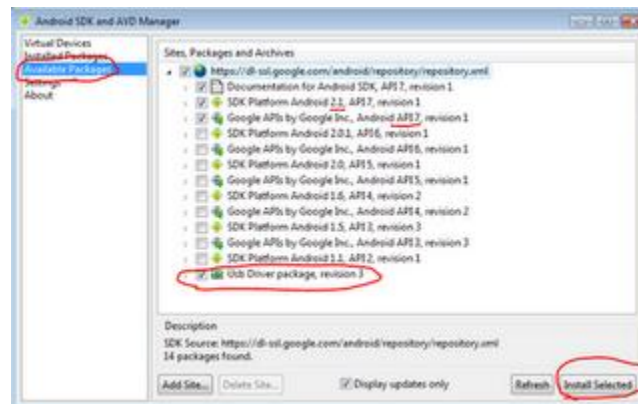 Android SDK and AVD Manager
Virtual Devices
Installed Packages
Available Packages
Settings
About
Sites, Packages and Archives
https://dl-ssl.google.com/android/repository/repository.xml
Documentation for Android SDK, API 7, revision 1
SDK Platform Android 2.1, API 7, revision 1
Google APIs by Google Inc., Android API 7, revision 1
SDK Platform Android 2.0.1, API 6, revision 1
Google APIs by Google Inc., Android API 6, revision 1
SDK Platform Android 2.0, API 5, revision 1
Google APIs by Google Inc., Android API 5, revision 1
SDK Platform Android 1.6, API 4, revision 2
Google APIs by Google Inc., Android API 4, revision 2
SDK Platform Android 1.5, API 3, revision 3
Google APIs by Google Inc., Android API 3, revision 3
SDK Platform Android 1.1, API 2, revision 1
Usb Driver package, revision 3
Description
SDK Source: https://dl-ssl.google.com/android/repository/repository.xml
14 packages found.
Add Site...
Delete Site...
Display updates only
Refresh
Install Selected